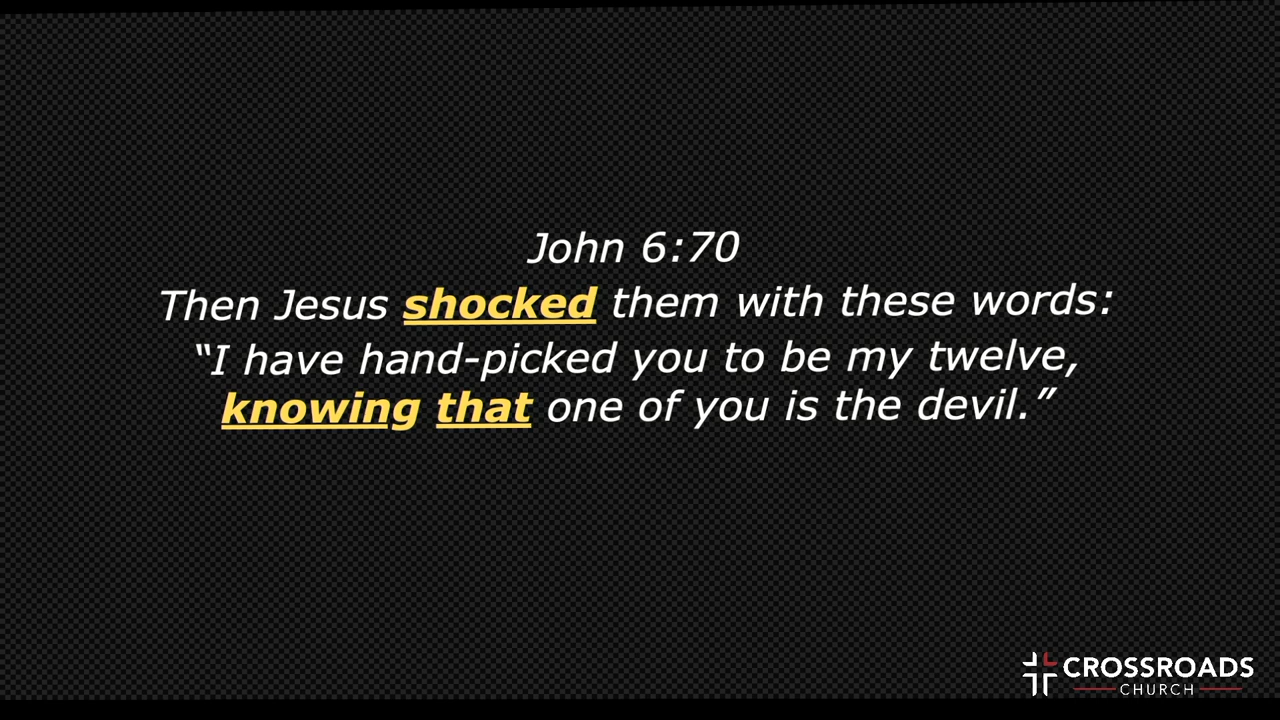 John 6:70
Then Jesus shocked them with these words:
“I have hand-picked you to be my twelve,
knowing that one of you is the devil.”
CROSSROADS
CHURCH